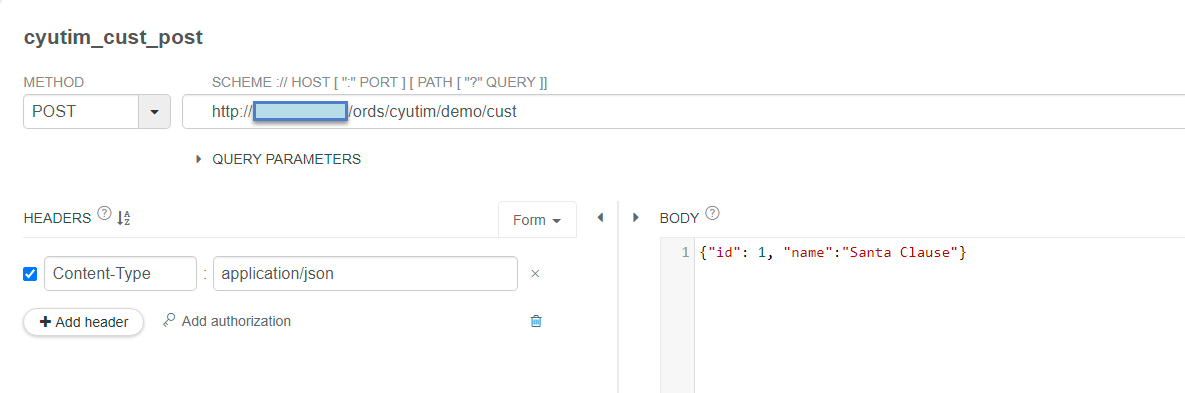 cyutim_cust_post
METHOD
SCHEME :// HOST [ ":" PORT ] [ PATH [ "?" QUERY ]]
POST
http:// /ords/cyutim/demo/cust
QUERY PARAMETERS
HEADERS ? A Z
Form
BODY ?
Content-Type : application/json ×
+ Add header
Add authorization
1 {"id": 1, "name":"Santa Clause"}